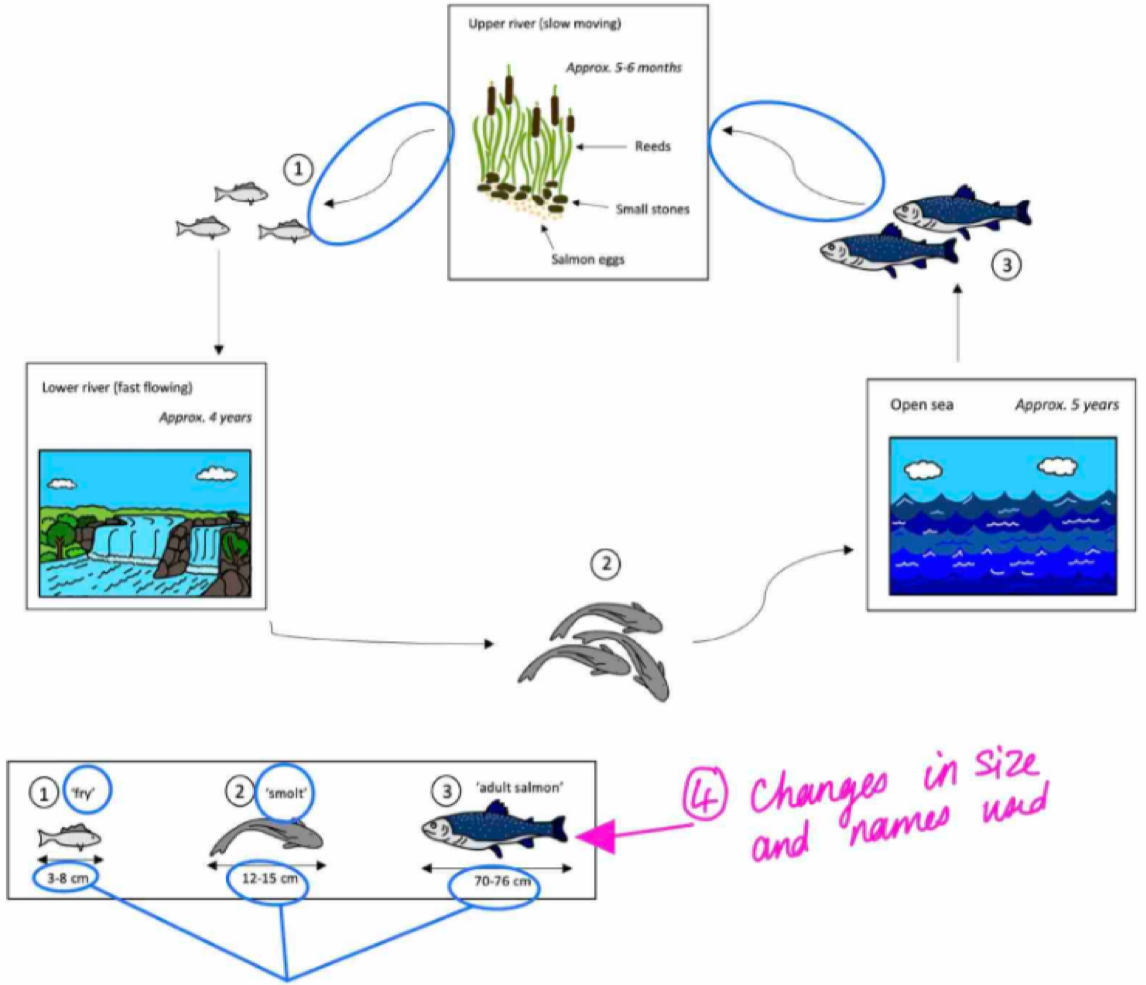 Upper river (slow moving)
Approx. 5-6 months
Reeds
Small stones
Salmon eggs
1
3
Lower river (fast flowing)
Approx. 4 years
Open sea
Approx. 5 years
2
1 'fry'
2 'smolt'
3 'adult salmon'
3-8 cm
12-15 cm
70-76 cm
4 Changes in size
and names used